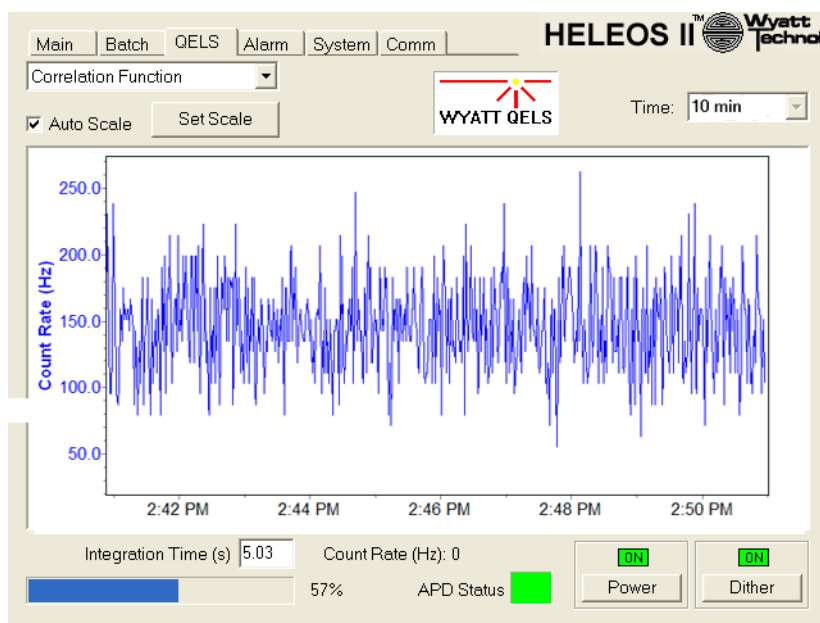 Main Batch QELS Alarm System Comm
HELEOS II™ Wyatt
Correlation Function
WYATT QELS
Time: 10 min
Auto Scale Set Scale
Count Rate (Hz)
250.0
200.0
150.0
100.0
50.0
2:42 PM 2:44 PM 2:46 PM 2:48 PM 2:50 PM
Integration Time (s) 5.03 Count Rate (Hz): 0
57% APD Status
ON Power
ON Dither